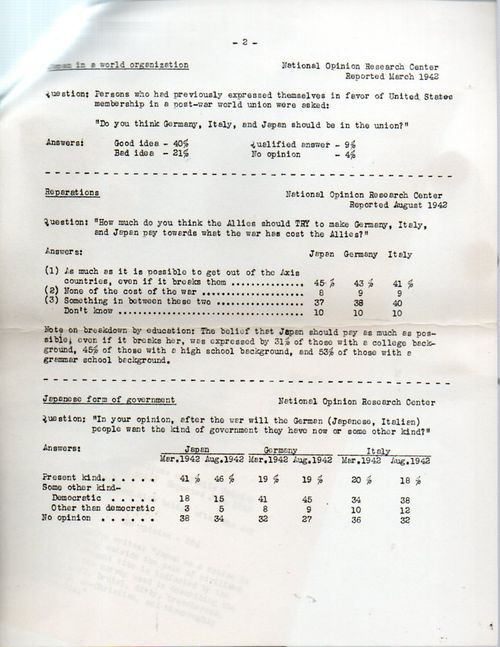 - 2 -
Japan in a world organization National Opinion Research Center
Reported March 1942
Question: Persons who had previously expressed themselves in favor of United States
membership in a post-war world union were asked:
"Do you think Germany, Italy, and Japan should be in the union?"
Answers: Good idea - 40% Qualified answer - 9%
Bad idea - 21% No opinion - 4%
Reparations National Opinion Research Center
Reported August 1942
Question: "How much do you think the Allies should TRY to make Germany, Italy,
and Japan pay towards what the war has cost the Allies?"
Answers: Japan Germany Italy
(1) As much as it is possible to get out of the Axis
countries, even if it breaks them .............. 45 % 43 % 41 %
(2) None of the cost of the war ................... 8 9 9
(3) Something in between these two ................ 37 38 40
Don't know .................................... 10 10 10
Note on breakdown by education: The belief that Japan should pay as much as pos-
sible, even if it breaks her, was expressed by 31% of those with a college back-
ground, 45% of those with a high school background, and 53% of those with a
grammar school background.
Japanese form of government National Opinion Research Center
Question: "In your opinion, after the war will the German (Japanese, Italian)
people want the kind of government they have now or some other kind?"
Answers: Japan Germany Italy
Mar.1942 Aug.1942 Mar.1942 Aug.1942 Mar.1942 Aug.1942
Present kind. . . . . . 41 % 46 % 19 % 19 % 20 % 18 %
Some other kind-
Democratic . . . . . 18 15 41 45 34 38
Other than democratic 3 5 8 9 10 12
No opinion . . . . . . 38 34 32 27 36 32